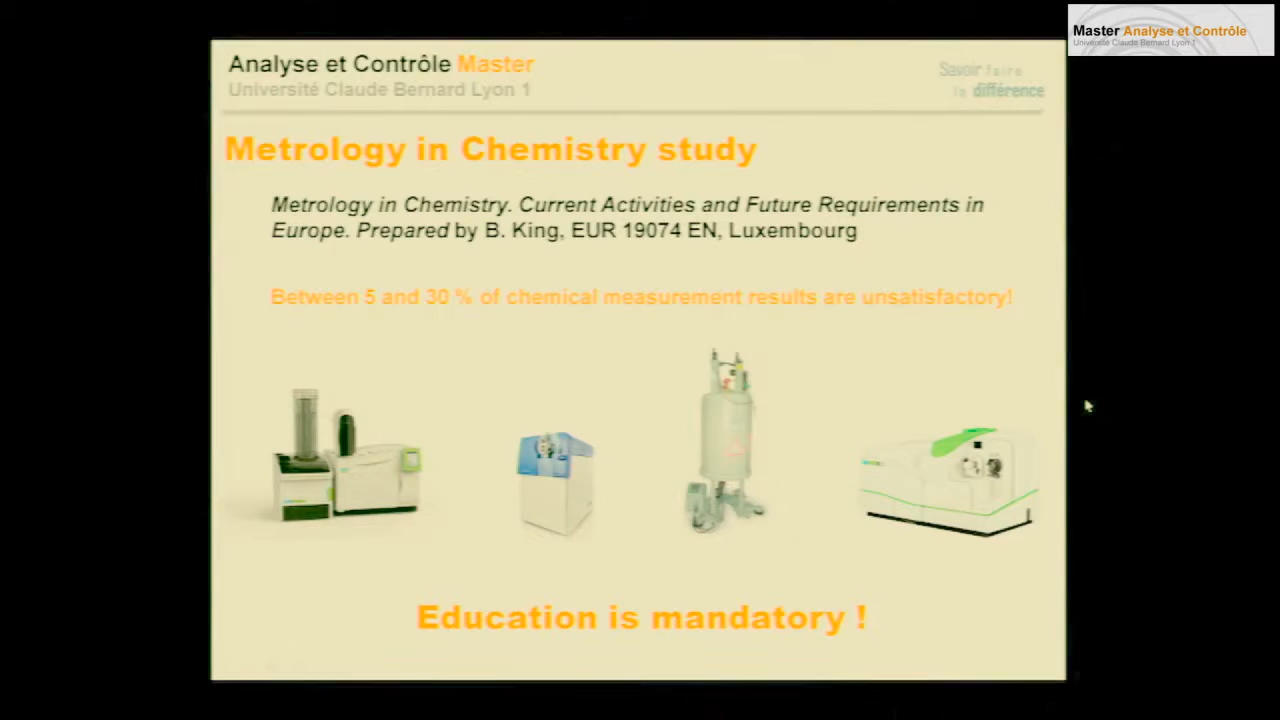 Master Analyse et Contrôle
Université Claude Bernard Lyon 1
Analyse et Contrôle Master
Université Claude Bernard Lyon 1
Savoir faire
la différence
Metrology in Chemistry study
Metrology in Chemistry. Current Activities and Future Requirements in
Europe. Prepared by B. King, EUR 19074 EN, Luxembourg
Between 5 and 30 % of chemical measurement results are unsatisfactory!
Education is mandatory !